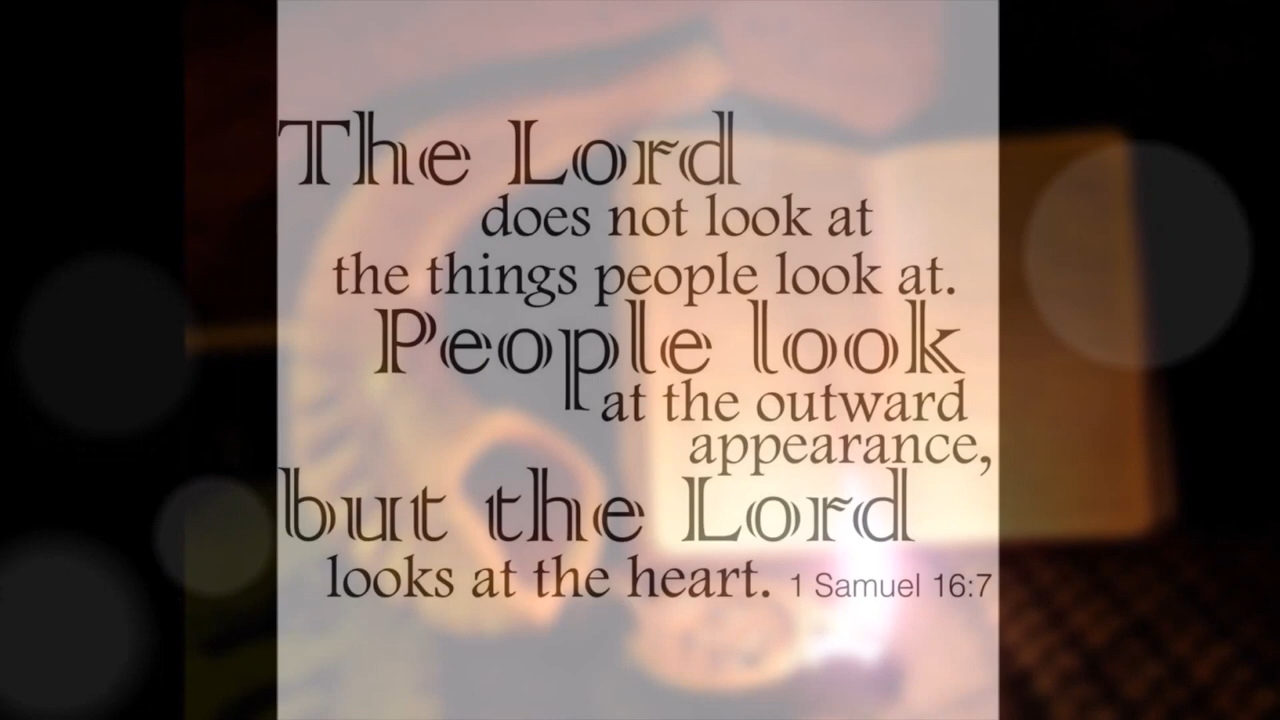 The Lord
does not look at
the things people look at.
People look
at the outward
appearance,
but the Lord
looks at the heart. 1 Samuel 16:7